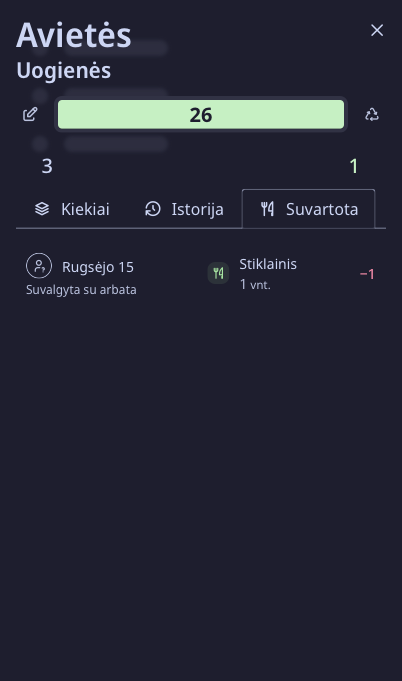 Avietės
Uogienės
26
3
1
Kiekiai
Istorija
Suvartota
Rugsėjo 15
Suvalgyta su arbata
Stiklainis
1 vnt.
−1